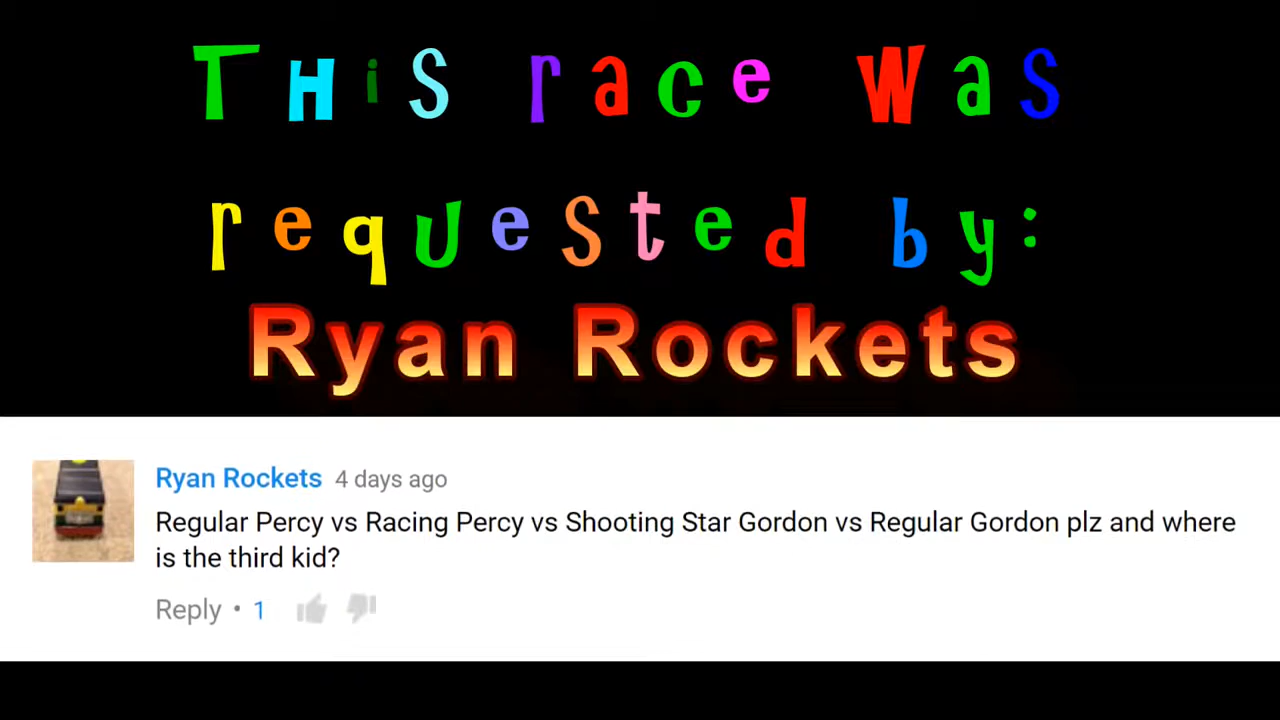 THiS race was
requested by:
Ryan Rockets
Ryan Rockets 4 days ago
Regular Percy vs Racing Percy vs Shooting Star Gordon vs Regular Gordon plz and where
is the third kid?
Reply • 1